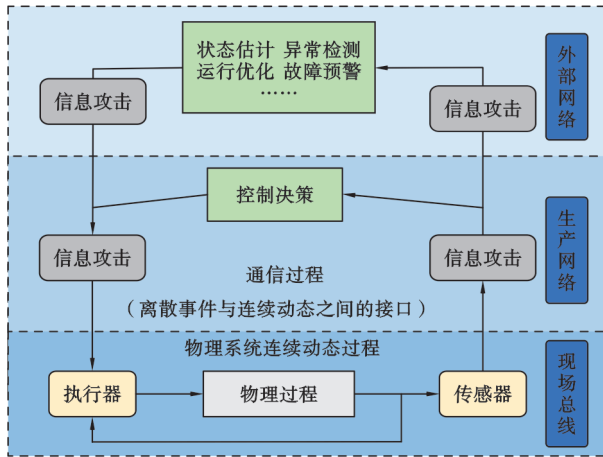 状态估计 异常检测
运行优化 故障预警
……
外部网络
信息攻击
信息攻击
控制决策
生产网络
信息攻击
信息攻击
通信过程
（离散事件与连续动态之间的接口）
物理系统连续动态过程
现场总线
执行器
物理过程
传感器